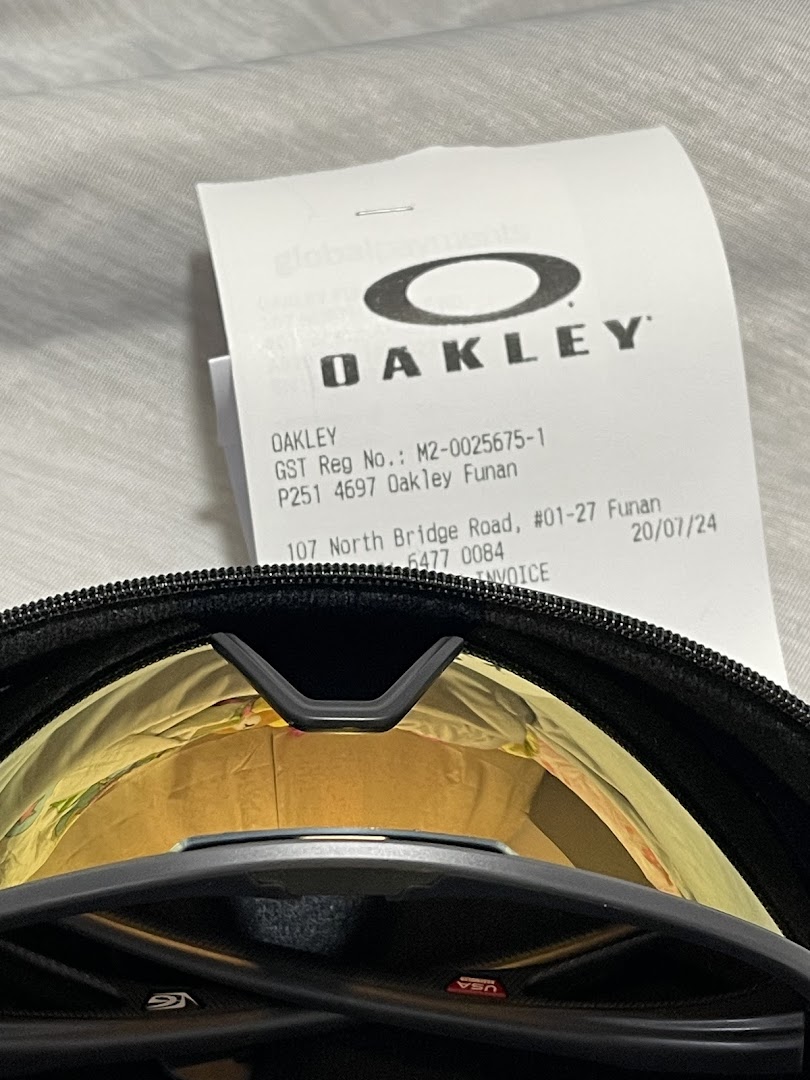 OAKLEY
OAKLEY
GST Reg No.: M2-0025675-1
P251 4697 Oakley Funan
107 North Bridge Road, #01-27 Funan
6477 0084 20/07/24
INVOICE
USA